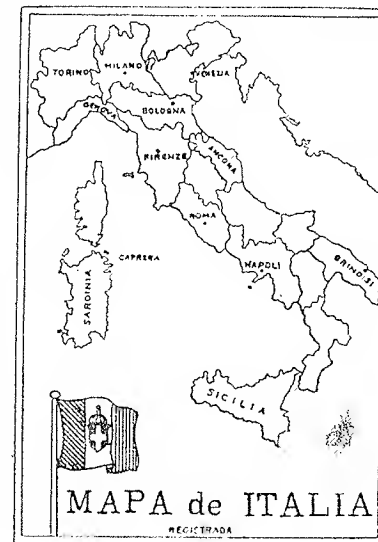 TORINO
MILANO
VENEZIA
GENOVA
BOLOGNA
FIRENZE
ANCONA
ROMA
CAPRERA
NAPOLI
BRINDISI
SARDINIA
SICILIA
MAPA de ITALIA
REGISTRADA